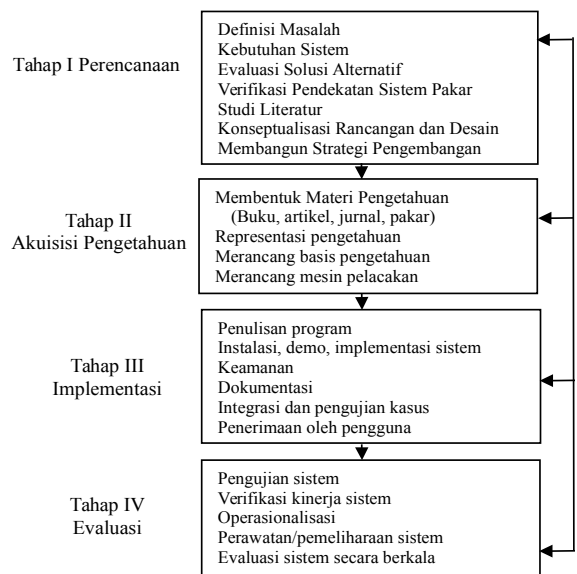 Tahap I Perencanaan
Definisi Masalah
Kebutuhan Sistem
Evaluasi Solusi Alternatif
Verifikasi Pendekatan Sistem Pakar
Studi Literatur
Konseptualisasi Rancangan dan Desain
Membangun Strategi Pengembangan
Tahap II
Akuisisi Pengetahuan
Membentuk Materi Pengetahuan
(Buku, artikel, jurnal, pakar)
Representasi pengetahuan
Merancang basis pengetahuan
Merancang mesin pelacakan
Tahap III
Implementasi
Penulisan program
Instalasi, demo, implementasi sistem
Keamanan
Dokumentasi
Integrasi dan pengujian kasus
Penerimaan oleh pengguna
Tahap IV
Evaluasi
Pengujian sistem
Verifikasi kinerja sistem
Operasionalisasi
Perawatan/pemeliharaan sistem
Evaluasi sistem secara berkala